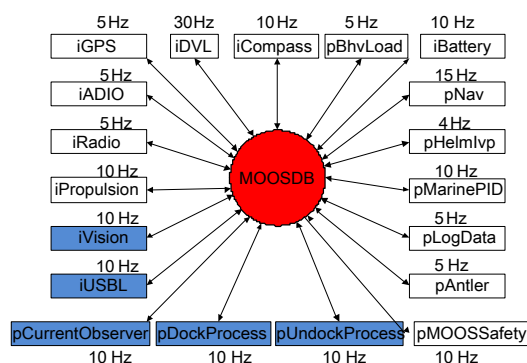 5 Hz 30 Hz 10 Hz 5 Hz 10 Hz
iGPS iDVL iCompass pBhvLoad iBattery
5 Hz 15 Hz
iADIO pNav
5 Hz 4 Hz
iRadio pHelmIvp
MOOSDB
10 Hz 10 Hz
iPropulsion pMarinePID
10 Hz 5 Hz
iVision pLogData
10 Hz 5 Hz
iUSBL pAntler
pCurrentObserver pDockProcess pUndockProcess pMOOSSafety
10 Hz 10 Hz 10 Hz 10 Hz